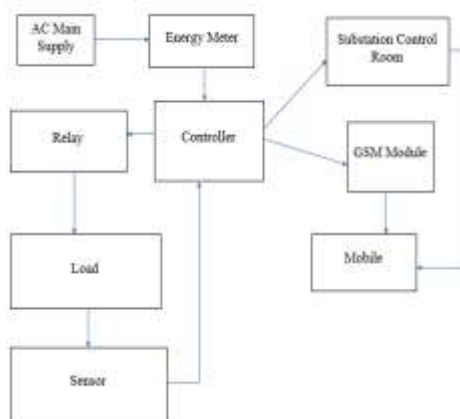 AC Main
Supply
Energy Meter
Substation Control
Room
Relay
Controller
GSM Module
Load
Mobile
Sensor